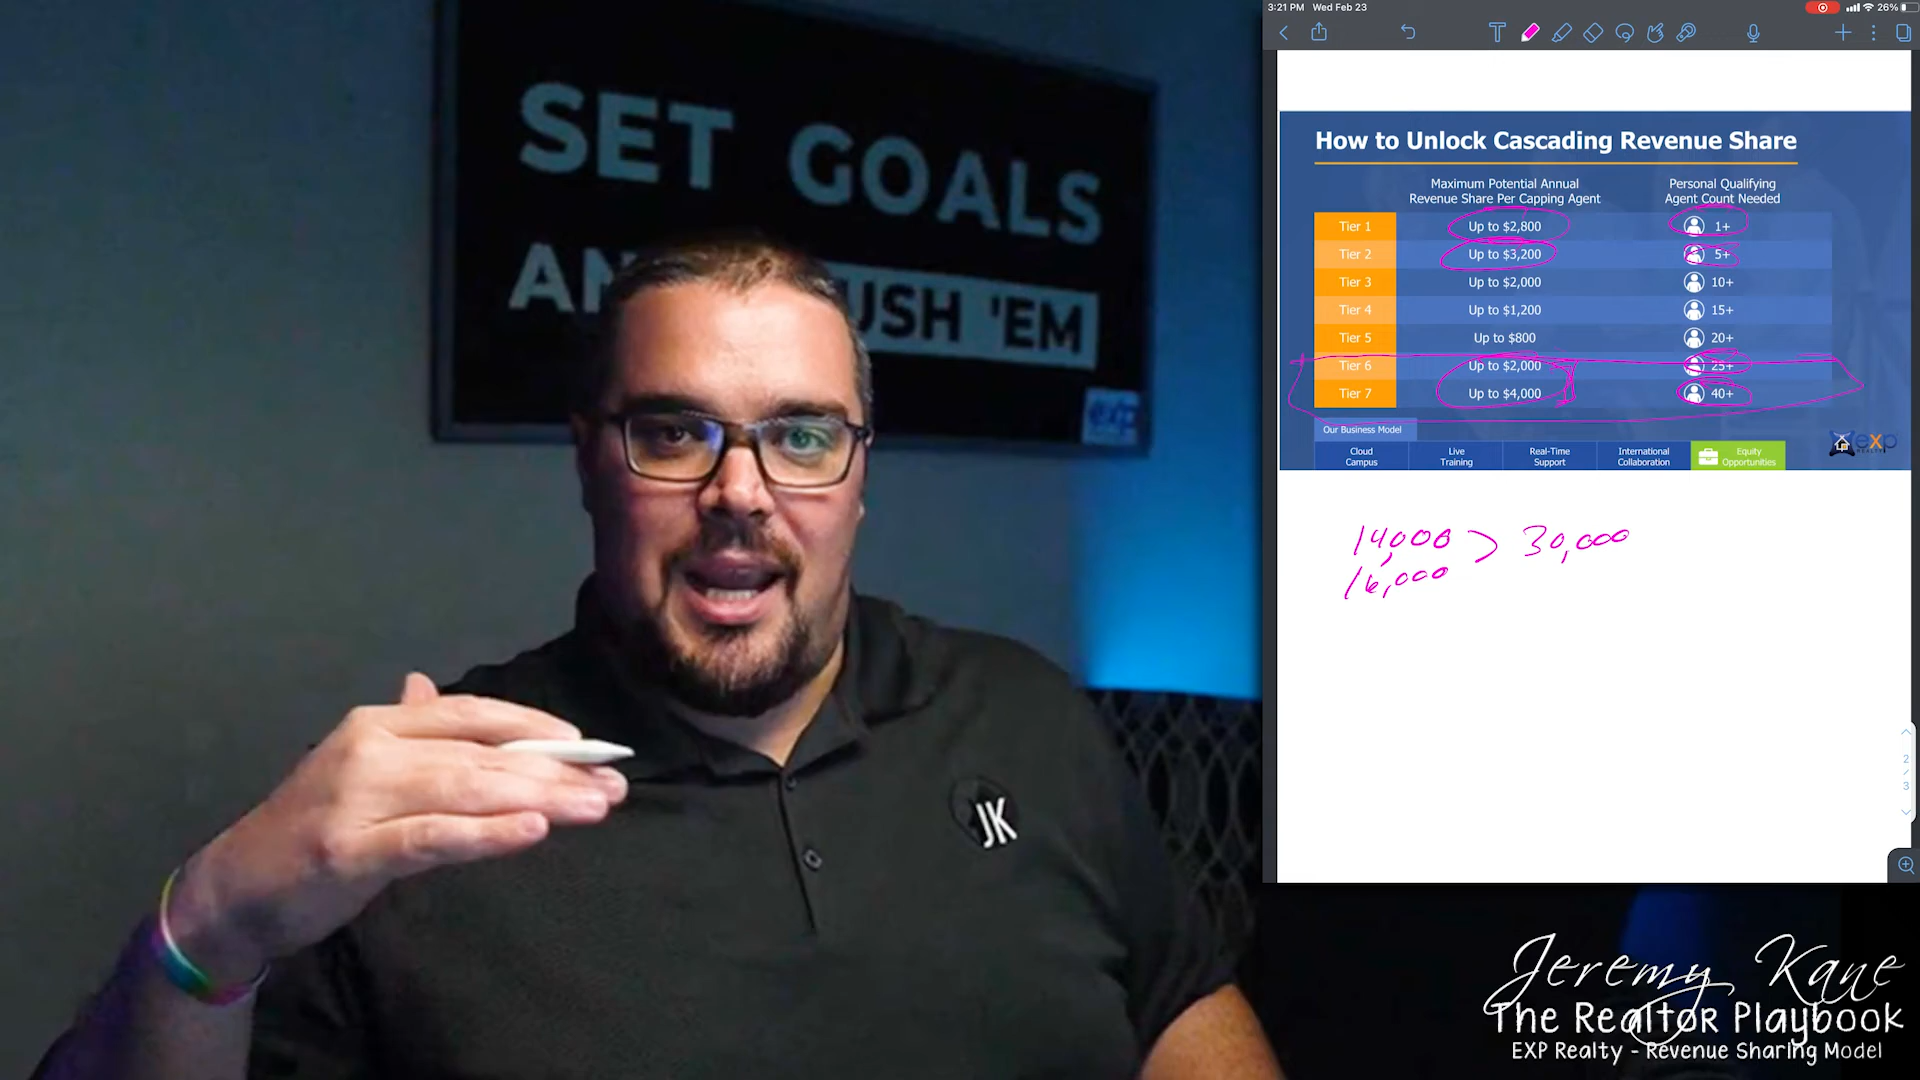 SET GOALS
AN USH 'EM
exp
JK
3:21 PM Wed Feb 23
26%
T
How to Unlock Cascading Revenue Share
Maximum Potential Annual
Revenue Share Per Capping Agent
Personal Qualifying
Agent Count Needed
Tier 1 Up to $2,800 1+
Tier 2 Up to $3,200 5+
Tier 3 Up to $2,000 10+
Tier 4 Up to $1,200 15+
Tier 5 Up to $800 20+
Tier 6 Up to $2,000 25+
Tier 7 Up to $4,000 40+
Our Business Model
Cloud
Campus
Live
Training
Real-Time
Support
International
Collaboration
Equity
Opportunities
exp
REALTY
14,000 > 30,000
16,000
2
/
3
Jeremy Kane
The Realtor Playbook
EXP Realty - Revenue Sharing Model